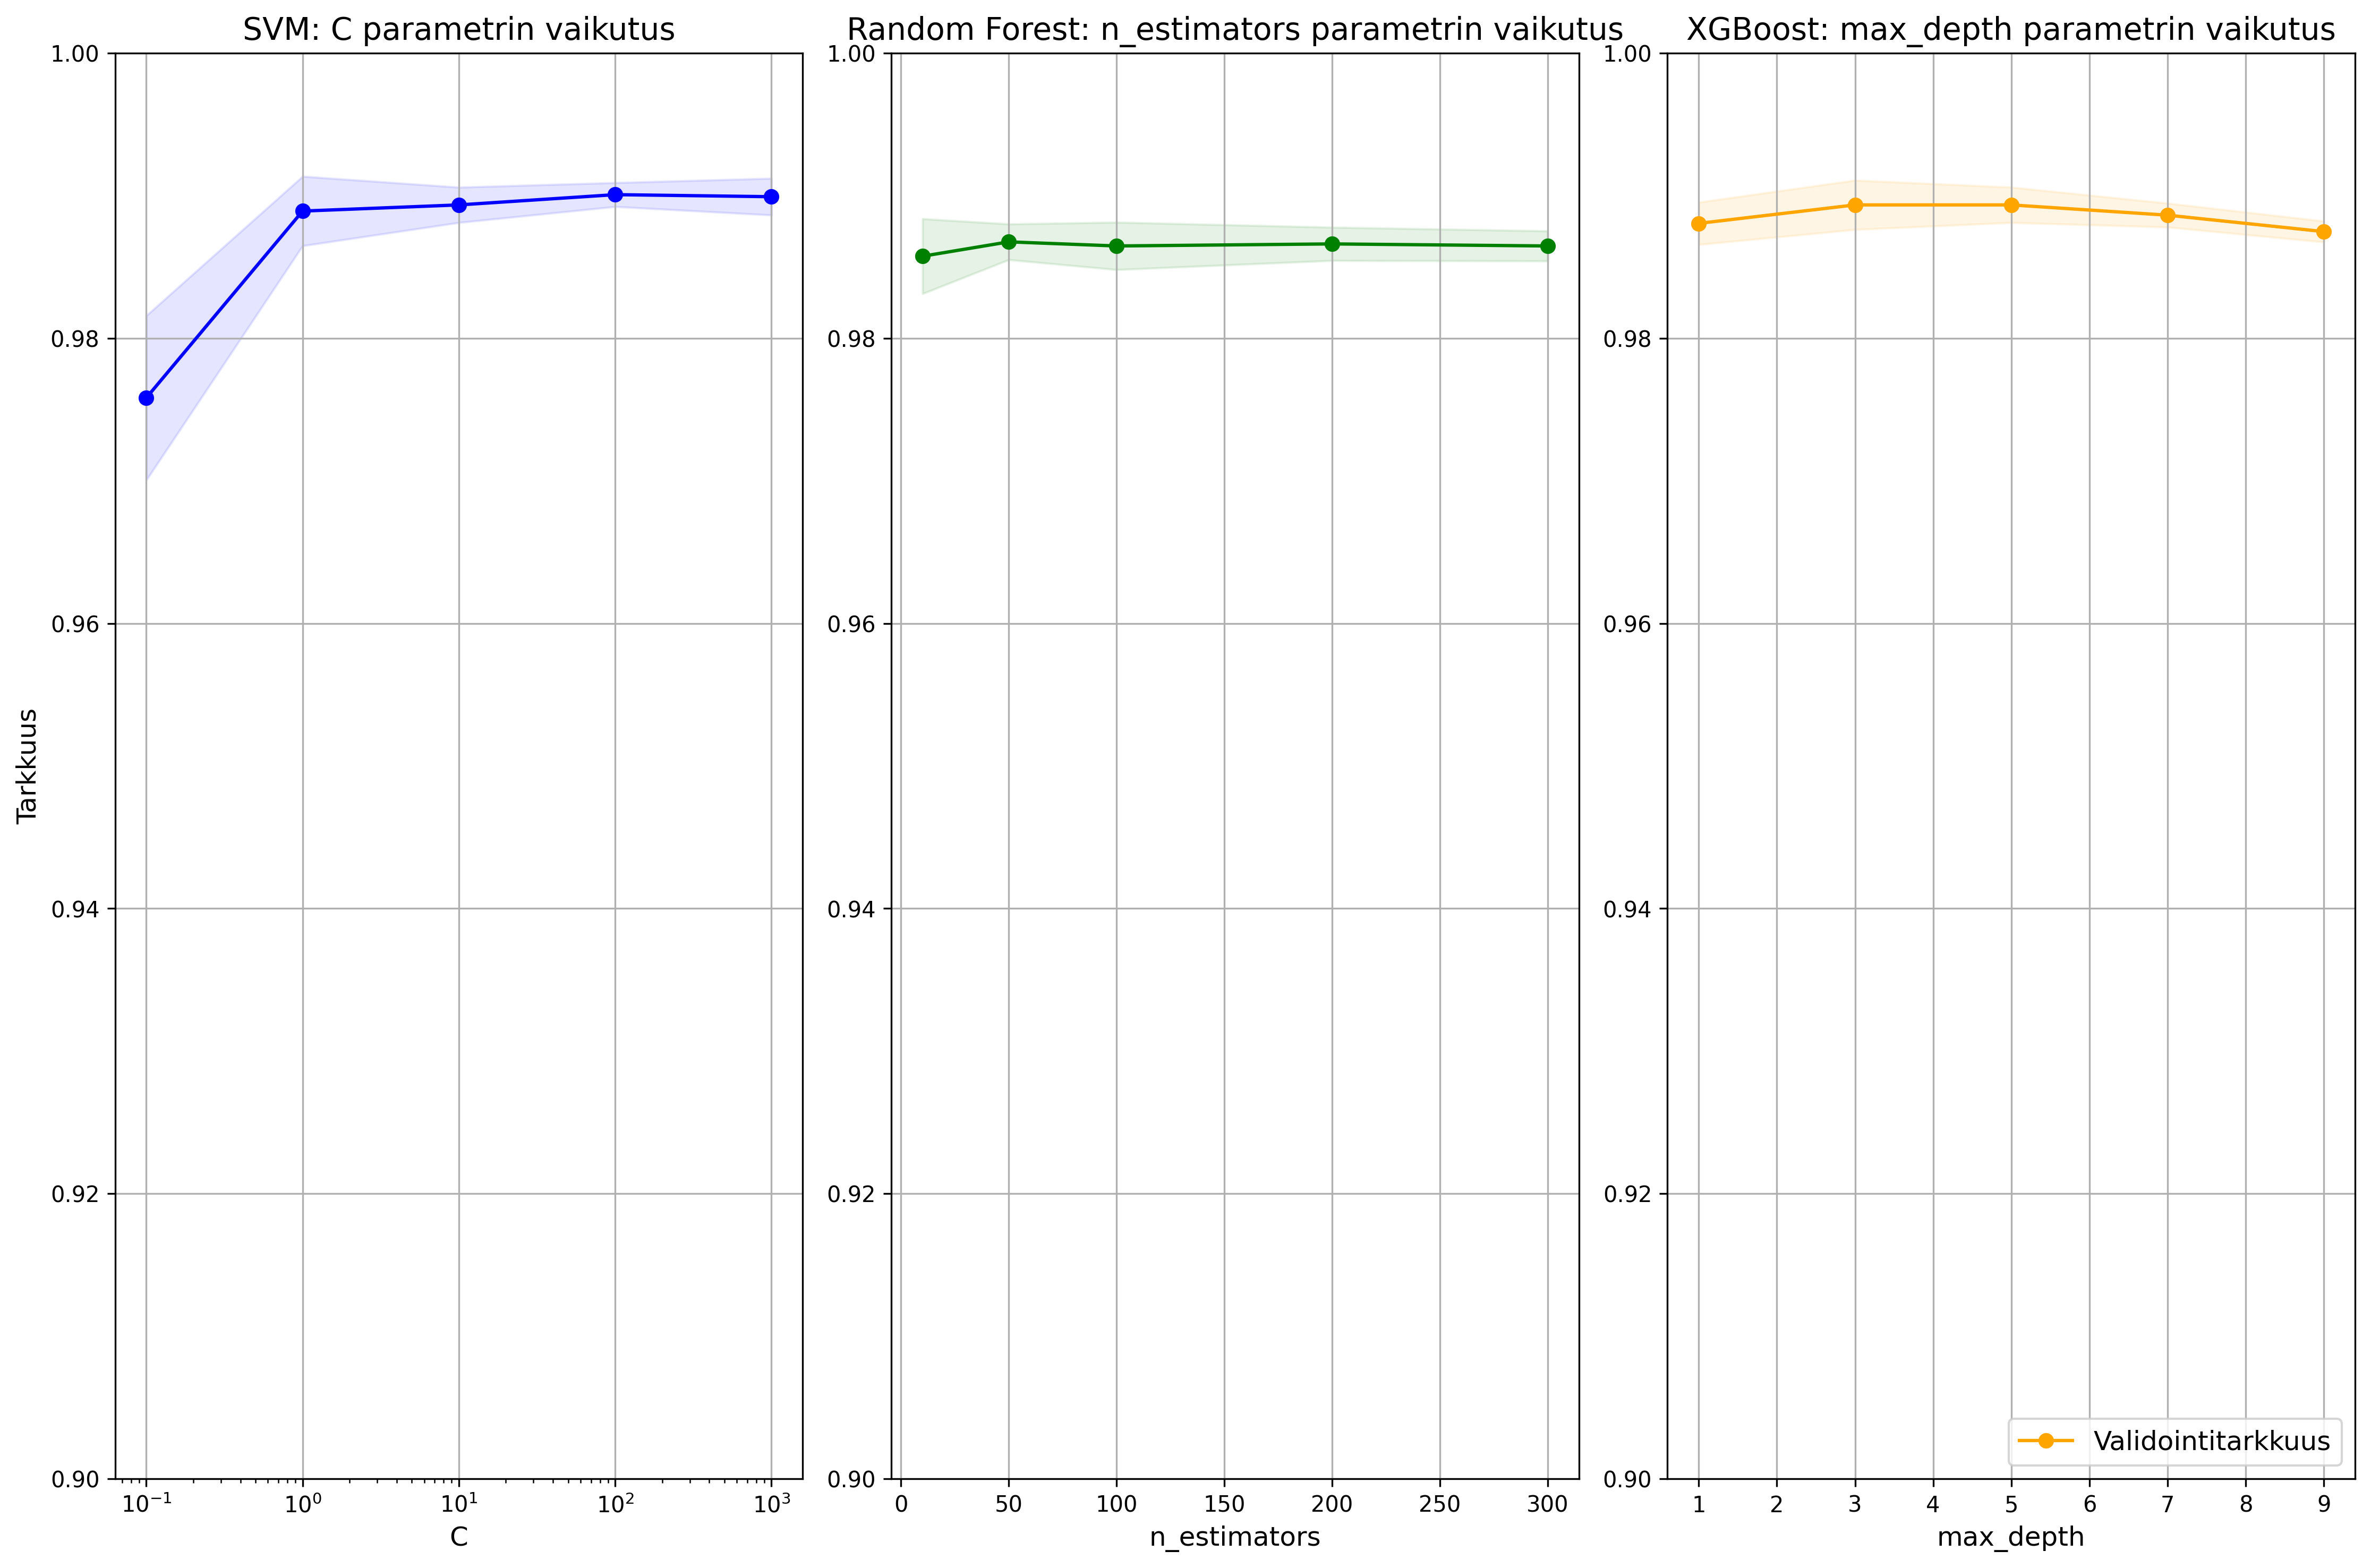 SVM: C parametrin vaikutus
Tarkkuus
1.00
0.98
0.96
0.94
0.92
0.90
10⁻¹ 10⁰ 10¹ 10² 10³
C
Random Forest: n_estimators parametrin vaikutus
1.00
0.98
0.96
0.94
0.92
0.90
0 50 100 150 200 250 300
n_estimators
XGBoost: max_depth parametrin vaikutus
1.00
0.98
0.96
0.94
0.92
0.90
Validointitarkkuus
1 2 3 4 5 6 7 8 9
max_depth